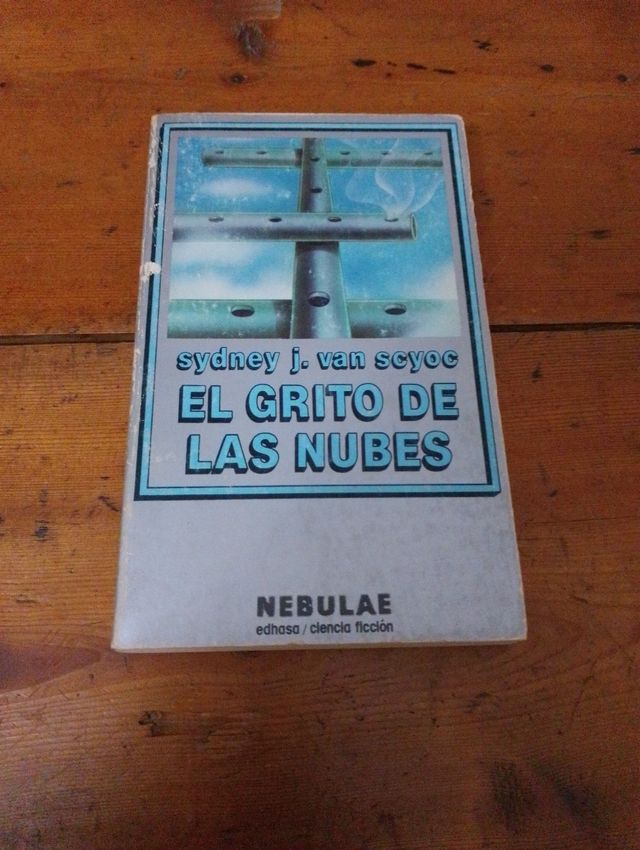 sydney j. van scyoc
EL GRITO DE
LAS NUBES
NEBULAE
edhasa / ciencia ficción